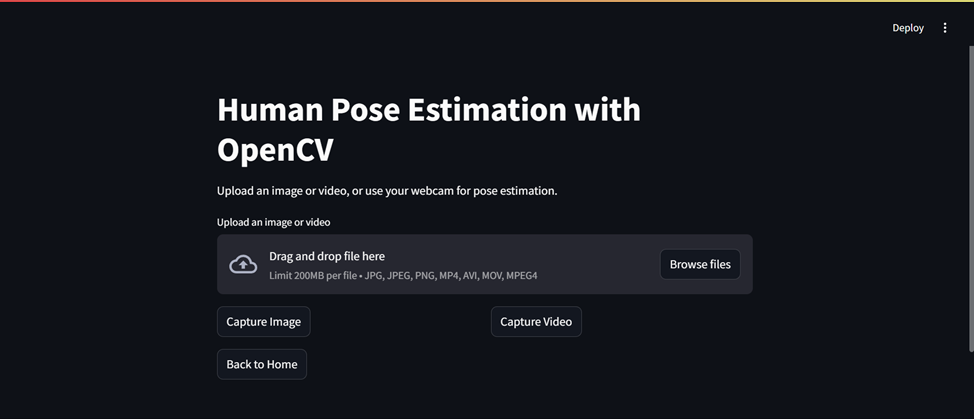 Deploy
Human Pose Estimation with
OpenCV
Upload an image or video, or use your webcam for pose estimation.
Upload an image or video
Drag and drop file here
Limit 200MB per file • JPG, JPEG, PNG, MP4, AVI, MOV, MPEG4
Browse files
Capture Image
Capture Video
Back to Home